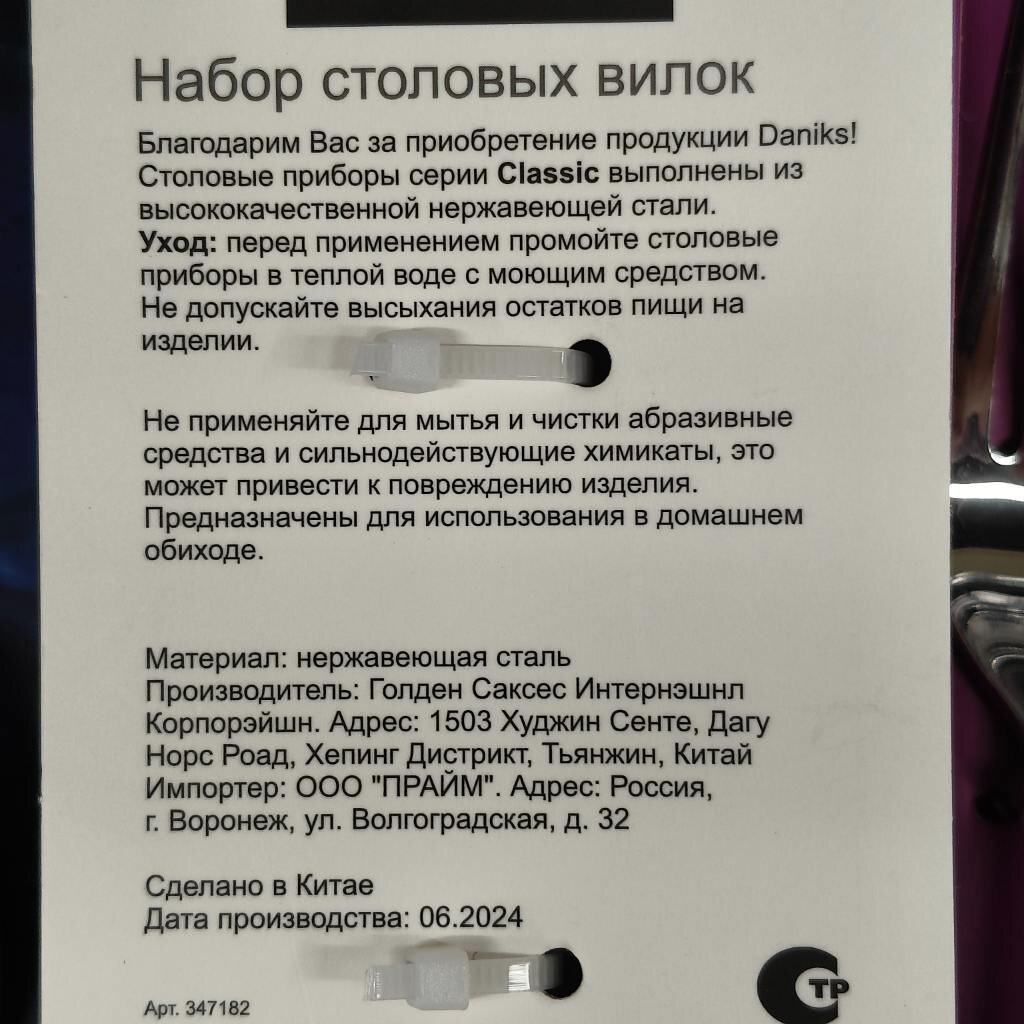 Набор столовых вилок
Благодарим Вас за приобретение продукции Daniks!
Столовые приборы серии Classic выполнены из
высококачественной нержавеющей стали.
Уход: перед применением промойте столовые
приборы в теплой воде с моющим средством.
Не допускайте высыхания остатков пищи на
изделии.
Не применяйте для мытья и чистки абразивные
средства и сильнодействующие химикаты, это
может привести к повреждению изделия.
Предназначены для использования в домашнем
обиходе.
Материал: нержавеющая сталь
Производитель: Голден Саксес Интернэшнл
Корпорэйшн. Адрес: 1503 Худжин Сенте, Дагу
Норс Роад, Хепинг Дистрикт, Тьянжин, Китай
Импортер: ООО "ПРАЙМ". Адрес: Россия,
г. Воронеж, ул. Волгоградская, д. 32
Сделано в Китае
Дата производства: 06.2024
Арт. 347182
СТР